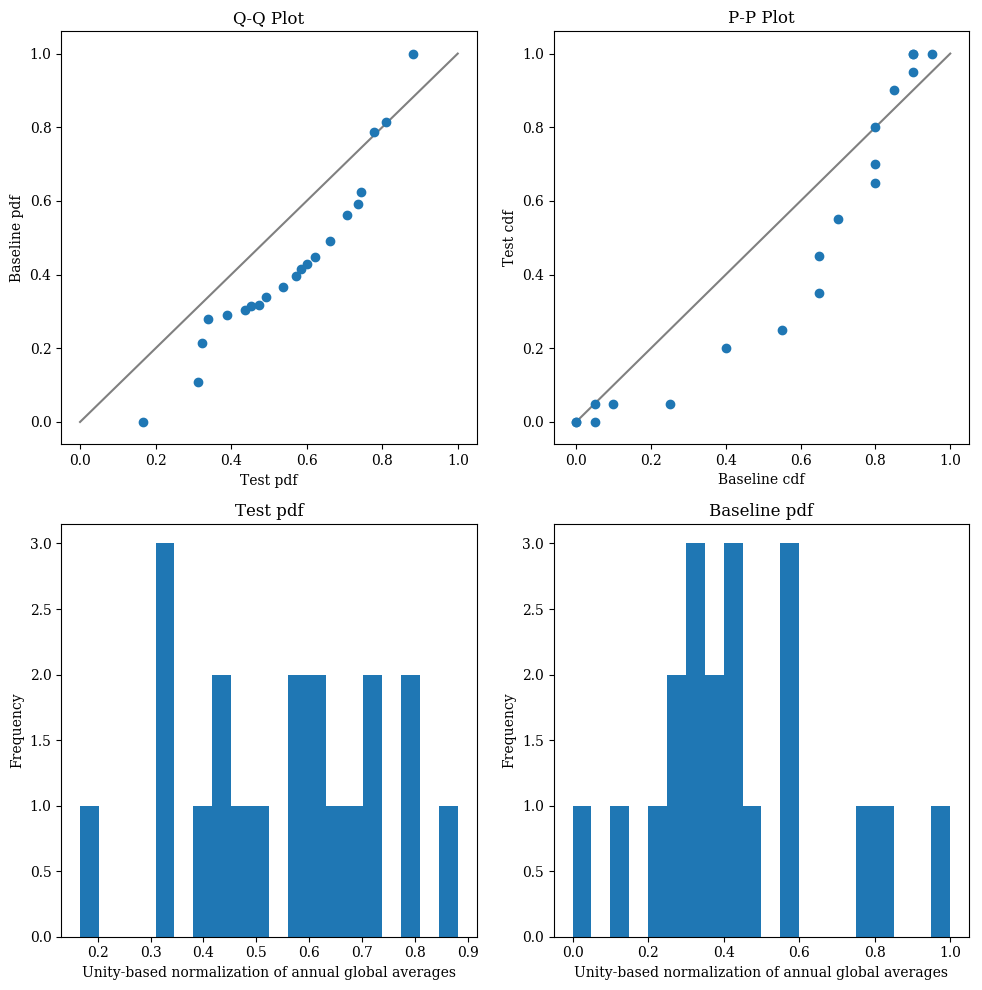 Q-Q Plot
1.0
0.8
0.6
0.4
0.2
0.0
Baseline pdf
0.0 0.2 0.4 0.6 0.8 1.0
Test pdf
P-P Plot
1.0
0.8
0.6
0.4
0.2
0.0
Test cdf
0.0 0.2 0.4 0.6 0.8 1.0
Baseline cdf
Test pdf
3.0
2.5
2.0
1.5
1.0
0.5
0.0
Frequency
0.2 0.3 0.4 0.5 0.6 0.7 0.8 0.9
Unity-based normalization of annual global averages
Baseline pdf
3.0
2.5
2.0
1.5
1.0
0.5
0.0
Frequency
0.0 0.2 0.4 0.6 0.8 1.0
Unity-based normalization of annual global averages